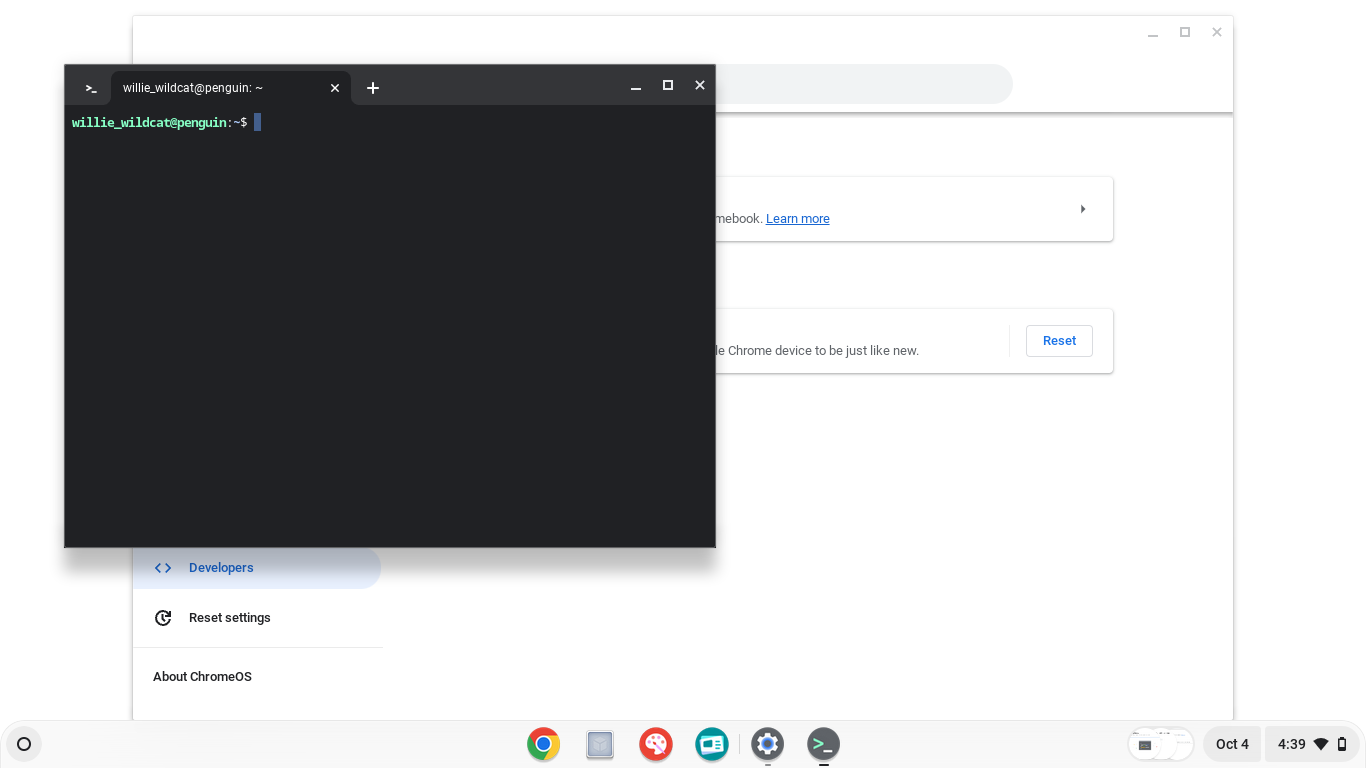 willie_wildcat@penguin: ~
willie_wildcat@penguin:~$
mebook. Learn more
le Chrome device to be just like new.
Reset
Developers
Reset settings
About ChromeOS
Oct 4
4:39